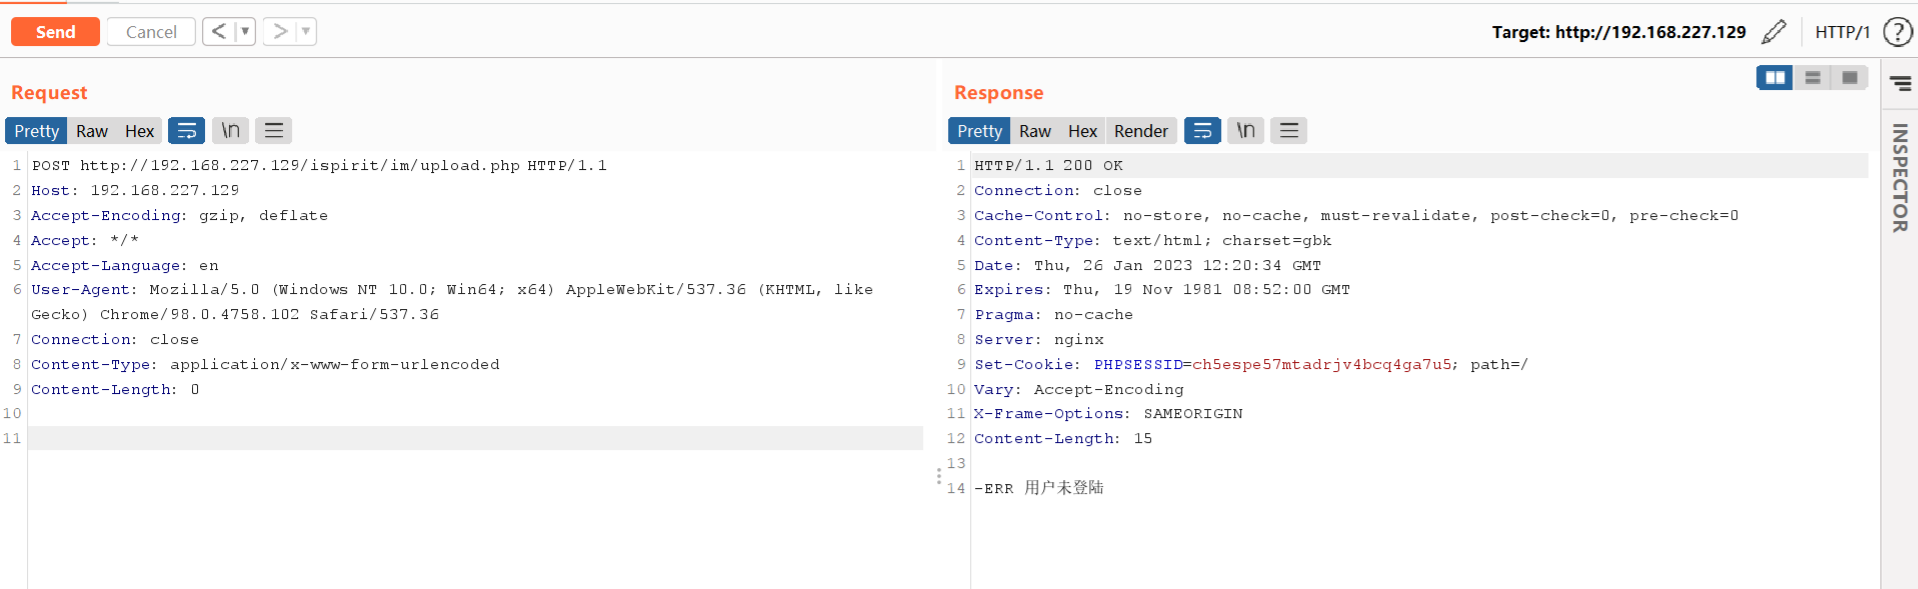 Send Cancel < > Target: http://192.168.227.129 HTTP/1 ?
Request
Pretty Raw Hex \n
1 POST http://192.168.227.129/ispirit/im/upload.php HTTP/1.1
2 Host: 192.168.227.129
3 Accept-Encoding: gzip, deflate
4 Accept: */*
5 Accept-Language: en
6 User-Agent: Mozilla/5.0 (Windows NT 10.0; Win64; x64) AppleWebKit/537.36 (KHTML, like
Gecko) Chrome/98.0.4758.102 Safari/537.36
7 Connection: close
8 Content-Type: application/x-www-form-urlencoded
9 Content-Length: 0
10
11
Response
Pretty Raw Hex Render \n
1 HTTP/1.1 200 OK
2 Connection: close
3 Cache-Control: no-store, no-cache, must-revalidate, post-check=0, pre-check=0
4 Content-Type: text/html; charset=gbk
5 Date: Thu, 26 Jan 2023 12:20:34 GMT
6 Expires: Thu, 19 Nov 1981 08:52:00 GMT
7 Pragma: no-cache
8 Server: nginx
9 Set-Cookie: PHPSESSID=ch5espe57mtadrjv4bcq4ga7u5; path=/
10 Vary: Accept-Encoding
11 X-Frame-Options: SAMEORIGIN
12 Content-Length: 15
13
14 -ERR 用户未登陆
INSPECTOR